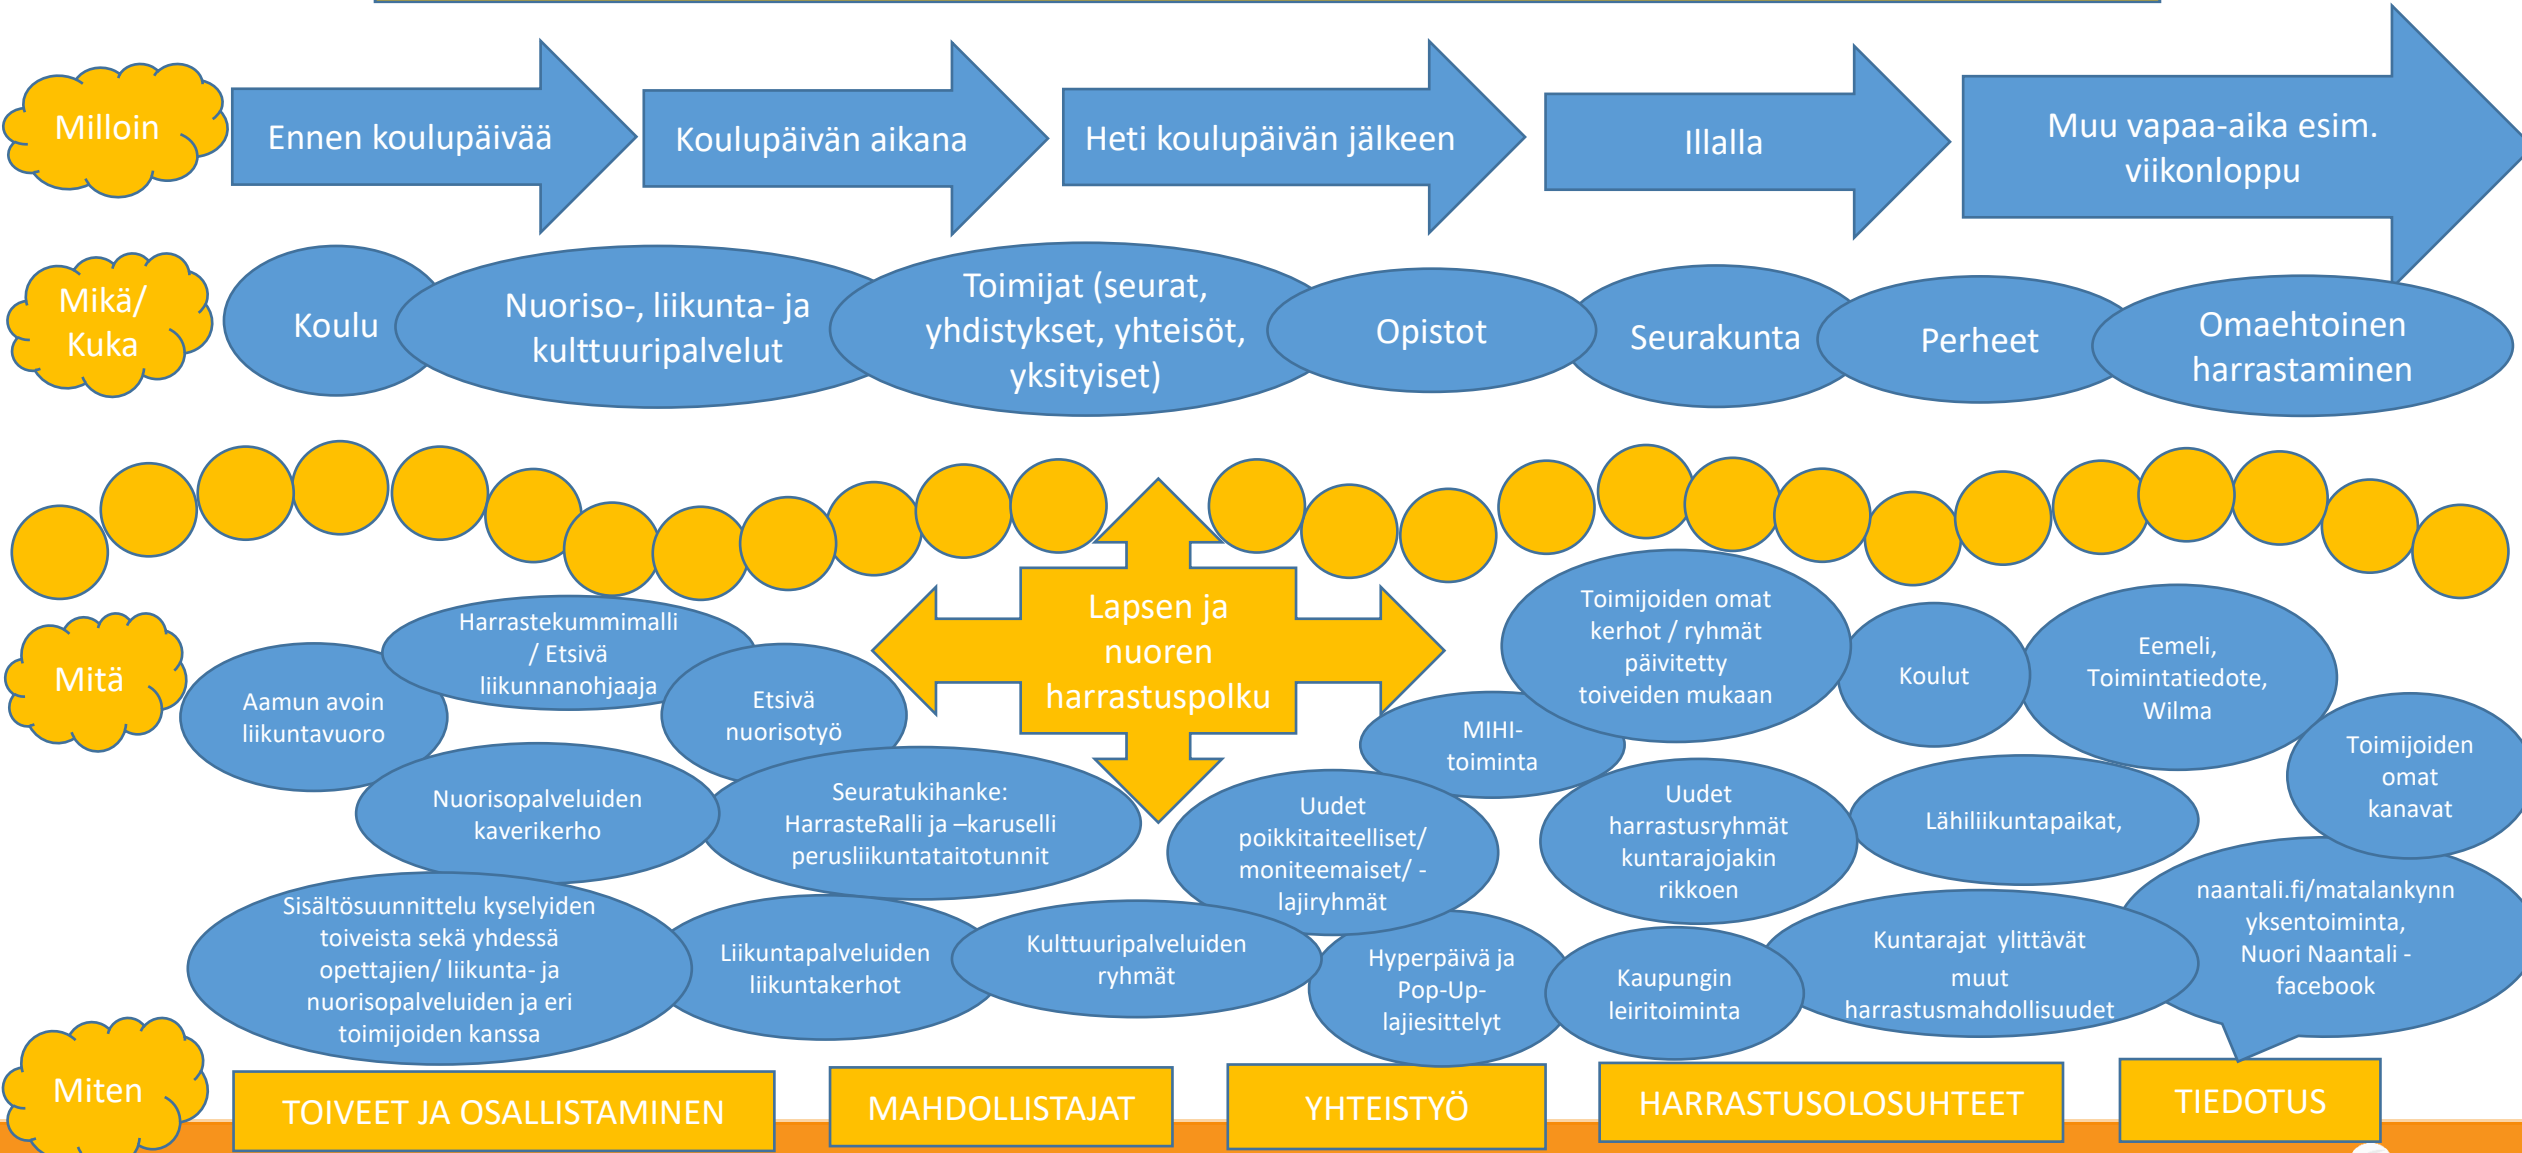 Milloin
Ennen koulupäivää
Koulupäivän aikana
Heti koulupäivän jälkeen
Illalla
Muu vapaa-aika esim.
viikonloppu
Mikä/
Kuka
Koulu
Nuoriso-, liikunta- ja
kulttuuripalvelut
Toimijat (seurat,
yhdistykset, yhteisöt,
yksityiset)
Opistot
Seurakunta
Perheet
Omaehtoinen
harrastaminen
Lapsen ja
nuoren
harrastuspolku
Mitä
Aamun avoin
liikuntavuoro
Harrastekummimalli
/ Etsivä
liikunnanohjaaja
Etsivä
nuorisotyö
Nuorisopalveluiden
kaverikerho
Seuratukihanke:
HarrasteRalli ja –karuselli
perusliikuntataitotunnit
Sisältösuunnittelu kyselyiden
toiveista sekä yhdessä
opettajien/ liikunta- ja
nuorisopalveluiden ja eri
toimijoiden kanssa
Liikuntapalveluiden
liikuntakerhot
Kulttuuripalveluiden
ryhmät
Toimijoiden omat
kerhot / ryhmät
päivitetty
toiveiden mukaan
MIHI-
toiminta
Uudet
poikkitaiteelliset/
moniteemaiset/ -
lajiryhmät
Hyperpäivä ja
Pop-Up-
lajiesittelyt
Uudet
harrastusryhmät
kuntarajojakin
rikkoen
Kaupungin
leiritoiminta
Koulut
Lähiliikuntapaikat,
Kuntarajat ylittävät
muut
harrastusmahdollisuudet
Eemeli,
Toimintatiedote,
Wilma
Toimijoiden
omat
kanavat
naantali.fi/matalankynn
yksentoiminta,
Nuori Naantali -
facebook
Miten
TOIVEET JA OSALLISTAMINEN
MAHDOLLISTAJAT
YHTEISTYÖ
HARRASTUSOLOSUHTEET
TIEDOTUS